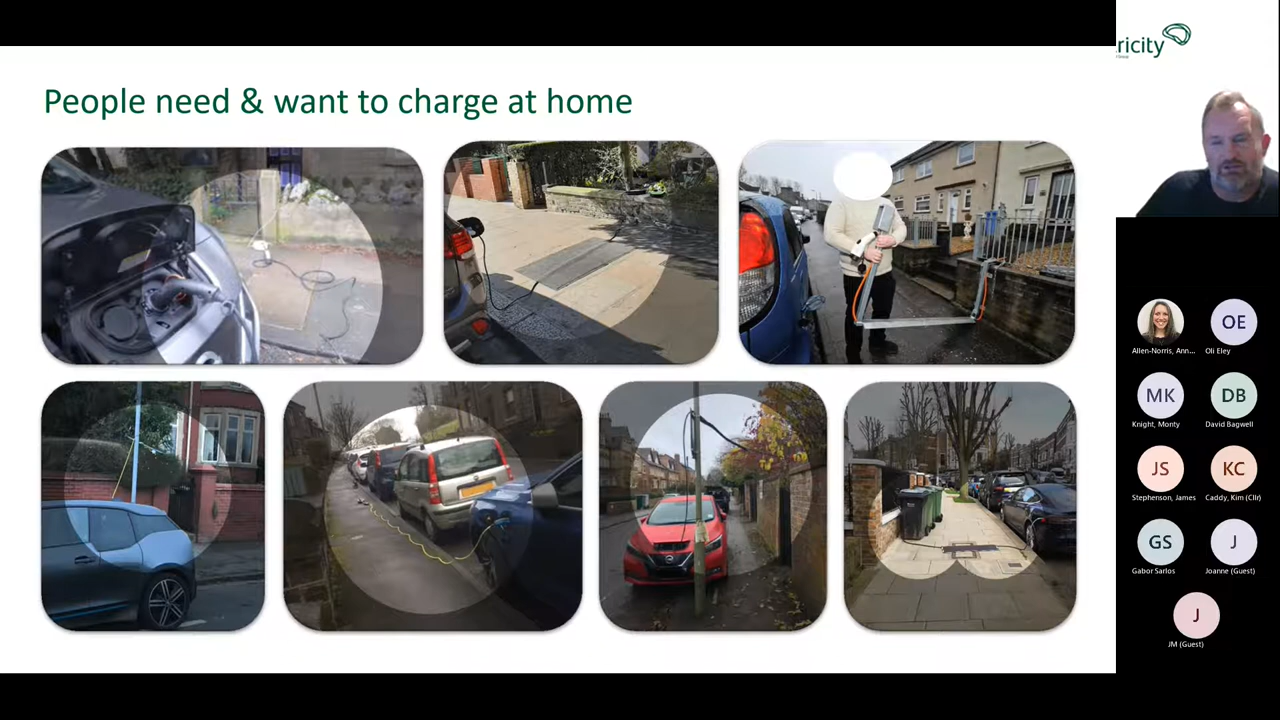 People need & want to charge at home
ricity
Allen-Norris, Ann...
OE
Oli Eley
MK
Knight, Monty
DB
David Bagwell
JS
Stephenson, James
KC
Caddy, Kim (Cllr)
GS
Gabor Sarlos
J
Joanne (Guest)
J
JM (Guest)